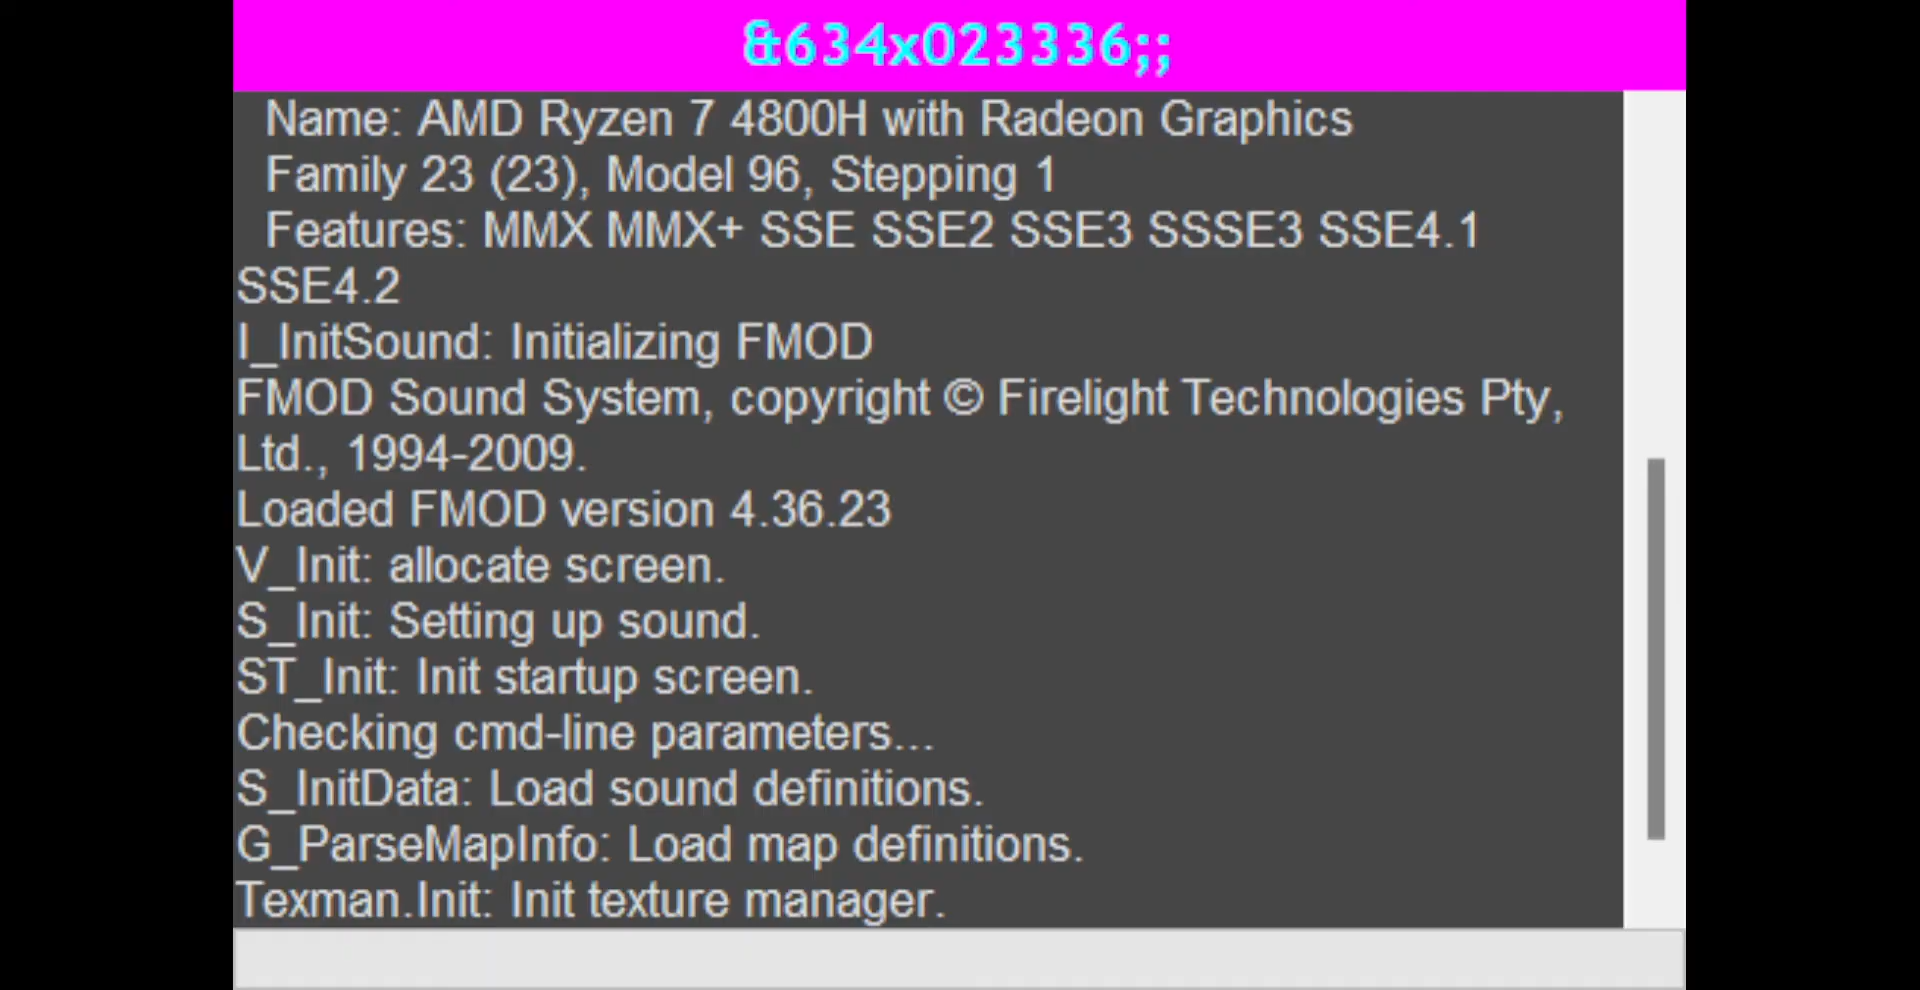 &634x023336;;
Name: AMD Ryzen 7 4800H with Radeon Graphics
Family 23 (23), Model 96, Stepping 1
Features: MMX MMX+ SSE SSE2 SSE3 SSSE3 SSE4.1
SSE4.2
I_InitSound: Initializing FMOD
FMOD Sound System, copyright © Firelight Technologies Pty,
Ltd., 1994-2009.
Loaded FMOD version 4.36.23
V_Init: allocate screen.
S_Init: Setting up sound.
ST_Init: Init startup screen.
Checking cmd-line parameters...
S_InitData: Load sound definitions.
G_ParseMapInfo: Load map definitions.
Texman.Init: Init texture manager.